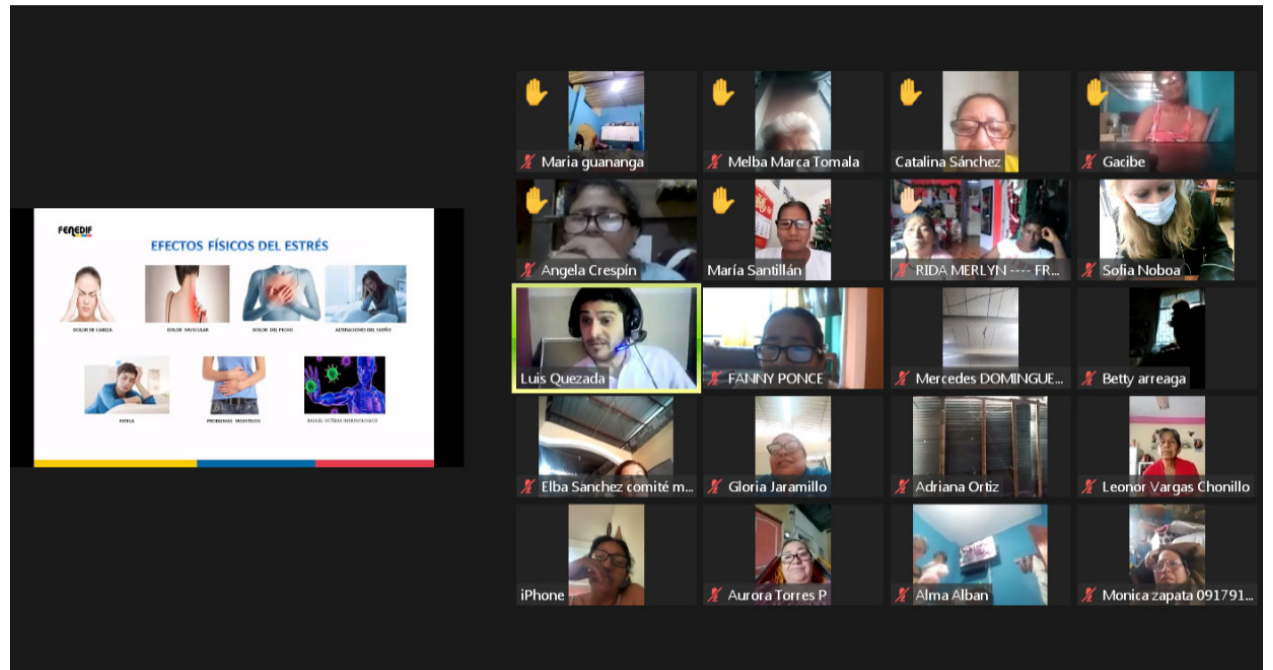 FENEDIF
EFECTOS FÍSICOS DEL ESTRÉS
DOLOR DE CABEZA
DOLOR MUSCULAR
DOLOR DEL PECHO
ALTERACIONES DEL SUEÑO
FATIGA
PROBLEMAS DIGESTIVOS
Maria guananga
Melba Marca Tomala
Catalina Sánchez
Gacibe
Angela Crespín
María Santillán
RIDA MERLYN ---- FR...
Sofia Noboa
Luis Quezada
FANNY PONCE
Mercedes DOMINGUE...
Betty arreaga
Elba Sanchez comité m...
Gloria Jaramillo
Adriana Ortiz
Leonor Vargas Chonillo
iPhone
Aurora Torres P
Alma Alban
Monica zapata 091791...